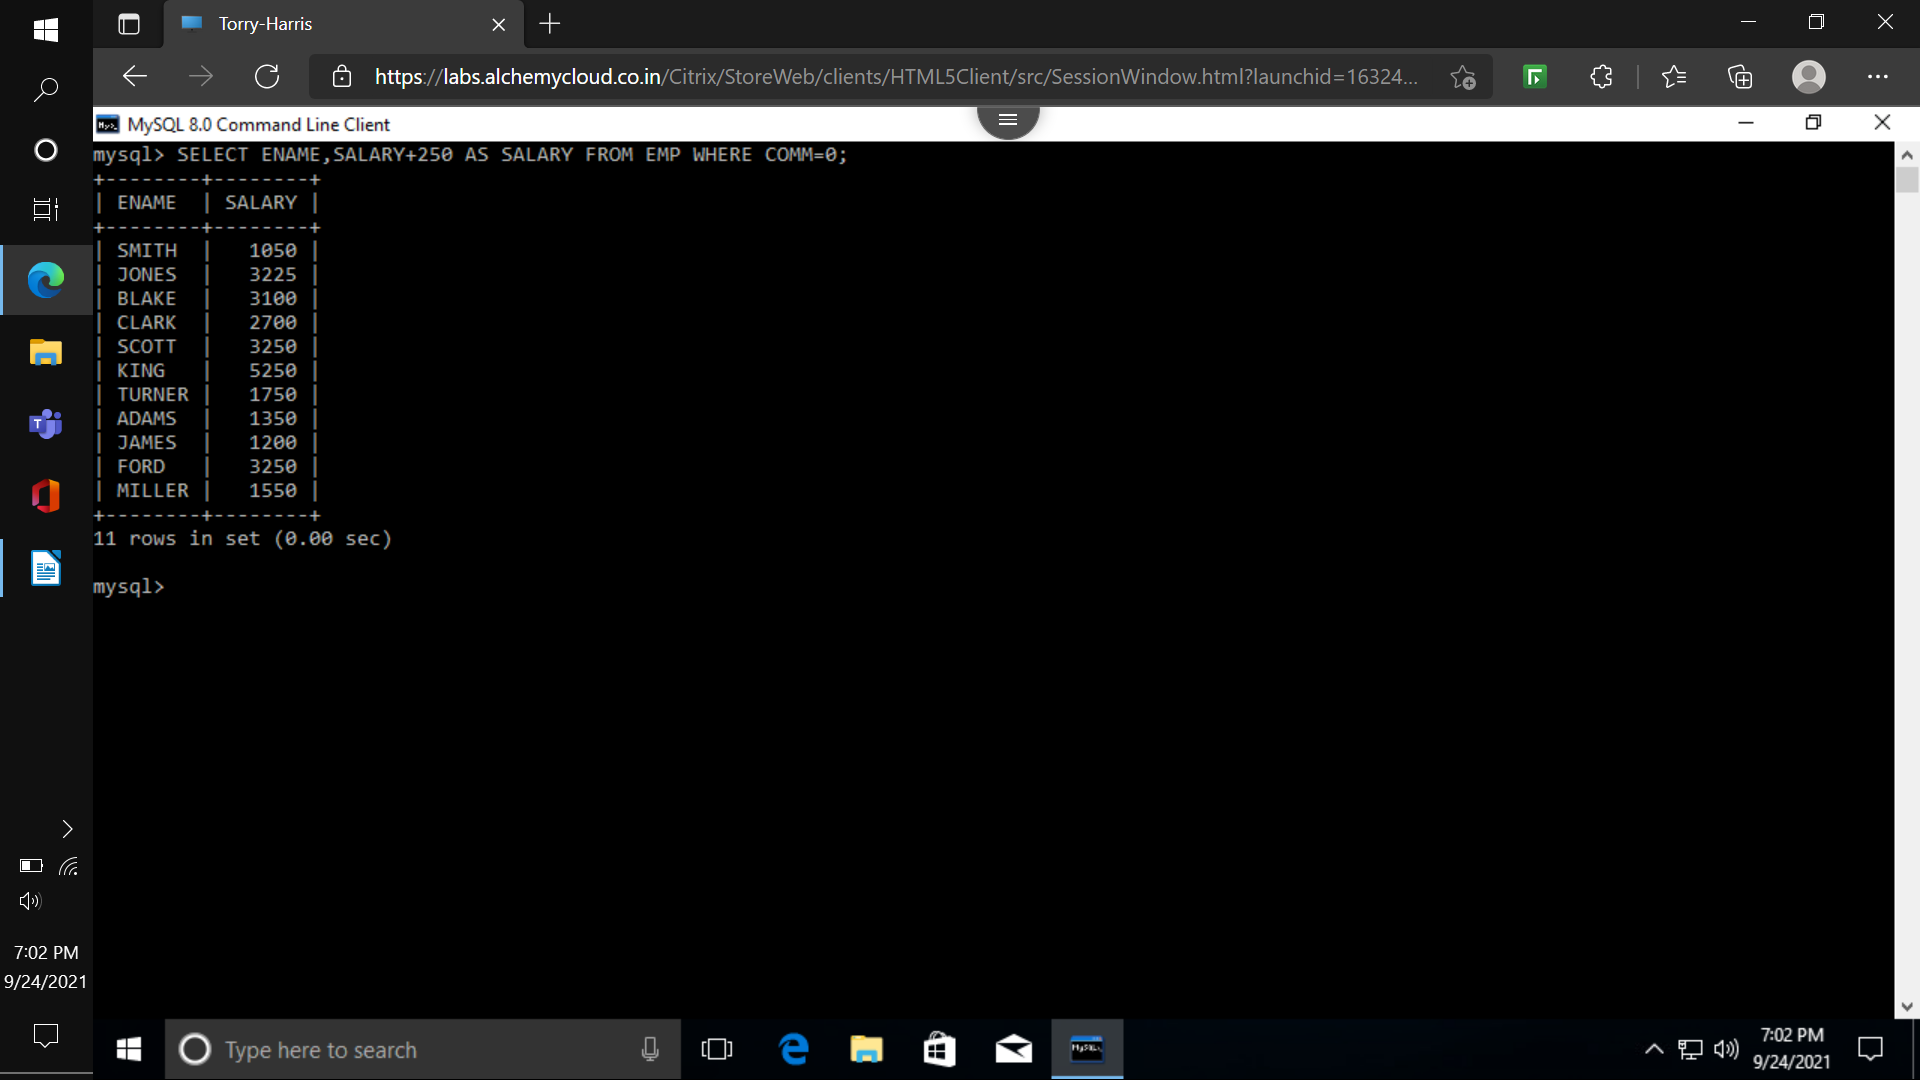 Torry-Harris
https://labs.alchemycloud.co.in/Citrix/StoreWeb/clients/HTML5Client/src/SessionWindow.html?launchid=16324...
MySQL 8.0 Command Line Client
mysql> SELECT ENAME,SALARY+250 AS SALARY FROM EMP WHERE COMM=0;
+--------+--------+
| ENAME  | SALARY |
+--------+--------+
| SMITH  |   1050 |
| JONES  |   3225 |
| BLAKE  |   3100 |
| CLARK  |   2700 |
| SCOTT  |   3250 |
| KING   |   5250 |
| TURNER |   1750 |
| ADAMS  |   1350 |
| JAMES  |   1200 |
| FORD   |   3250 |
| MILLER |   1550 |
+--------+--------+
11 rows in set (0.00 sec)
mysql>
7:02 PM
9/24/2021
Type here to search
7:02 PM
9/24/2021